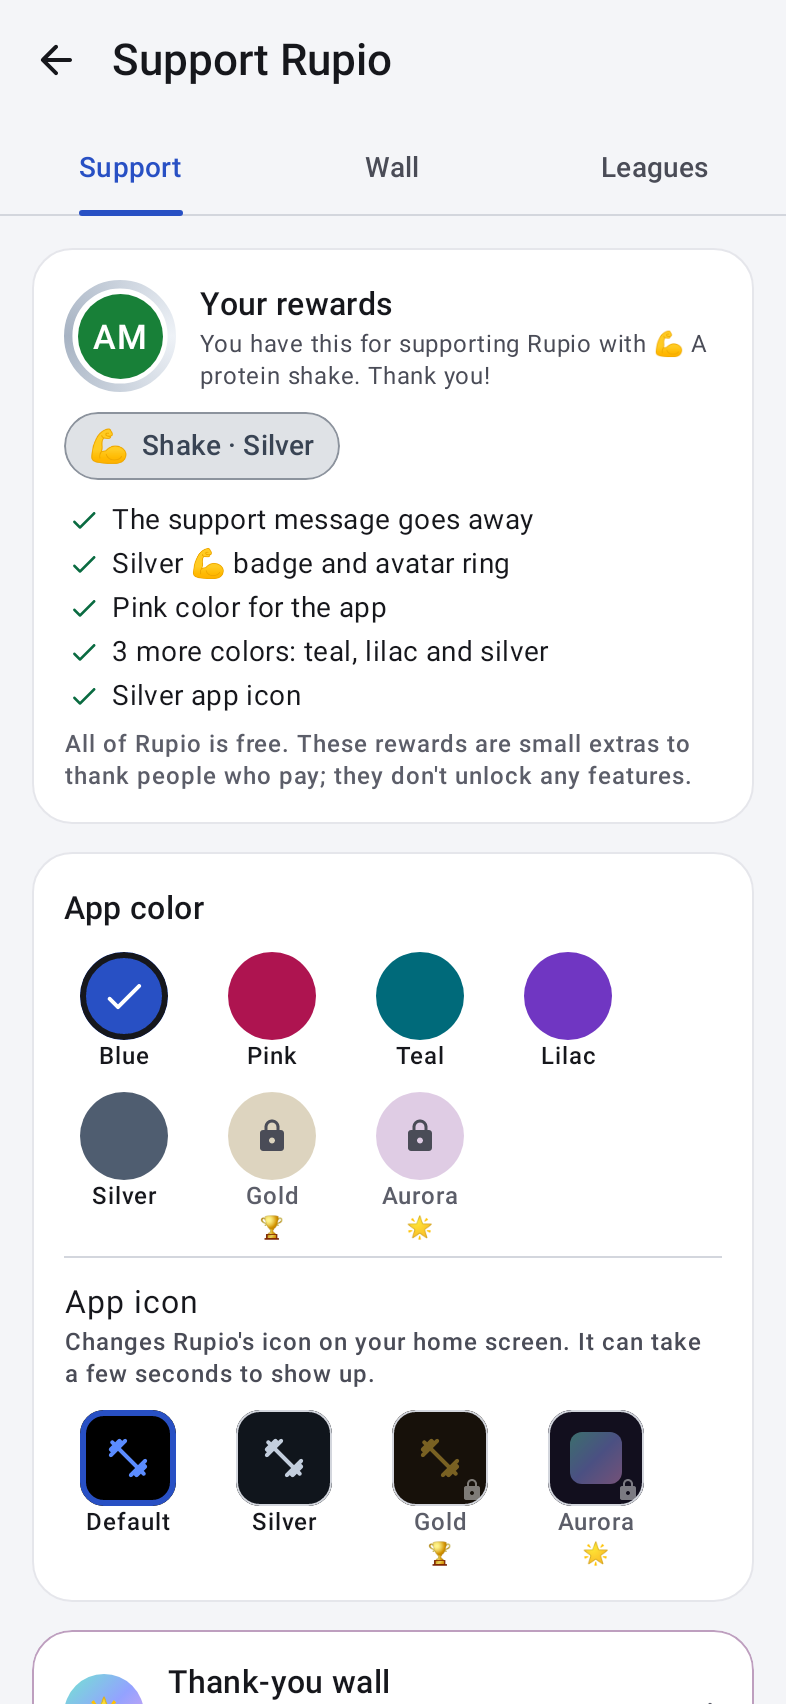 Support Rupio
Support
Wall
Leagues
AM
Your rewards
You have this for supporting Rupio with 💪 A
protein shake. Thank you!
💪 Shake · Silver
The support message goes away
Silver 💪 badge and avatar ring
Pink color for the app
3 more colors: teal, lilac and silver
Silver app icon
All of Rupio is free. These rewards are small extras to
thank people who pay; they don't unlock any features.
App color
Blue
Pink
Teal
Lilac
Silver
Gold
🏆
Aurora
🌟
App icon
Changes Rupio's icon on your home screen. It can take
a few seconds to show up.
Default
Silver
Gold
🏆
Aurora
🌟
Thank-you wall